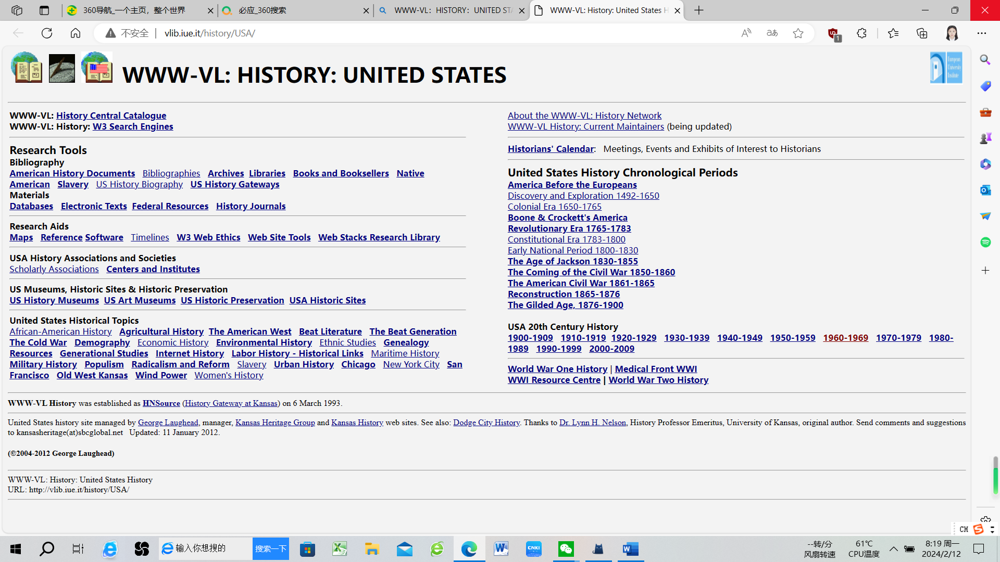 360导航_一个主页，整个世界
必应_360搜索
WWW-VL：HISTORY：UNITED STA
WWW-VL: History: United States H
不安全
vlib.iue.it/history/USA/
1
WWW-VL: HISTORY: UNITED STATES
European University Institute
WWW-VL: History Central Catalogue
WWW-VL: History: W3 Search Engines
Research Tools
Bibliography
American History Documents Bibliographies Archives Libraries Books and Booksellers Native
American Slavery US History Biography US History Gateways
Materials
Databases Electronic Texts Federal Resources History Journals
Research Aids
Maps Reference Software Timelines W3 Web Ethics Web Site Tools Web Stacks Research Library
USA History Associations and Societies
Scholarly Associations Centers and Institutes
US Museums, Historic Sites & Historic Preservation
US History Museums US Art Museums US Historic Preservation USA Historic Sites
United States Historical Topics
African-American History Agricultural History The American West Beat Literature The Beat Generation
The Cold War Demography Economic History Environmental History Ethnic Studies Genealogy
Resources Generational Studies Internet History Labor History - Historical Links Maritime History
Military History Populism Radicalism and Reform Slavery Urban History Chicago New York City San
Francisco Old West Kansas Wind Power Women's History
About the WWW-VL: History Network
WWW-VL History: Current Maintainers (being updated)
Historians' Calendar: Meetings, Events and Exhibits of Interest to Historians
United States History Chronological Periods
America Before the Europeans
Discovery and Exploration 1492-1650
Colonial Era 1650-1765
Boone & Crockett's America
Revolutionary Era 1765-1783
Constitutional Era 1783-1800
Early National Period 1800-1830
The Age of Jackson 1830-1855
The Coming of the Civil War 1850-1860
The American Civil War 1861-1865
Reconstruction 1865-1876
The Gilded Age, 1876-1900
USA 20th Century History
1900-1909 1910-1919 1920-1929 1930-1939 1940-1949 1950-1959 1960-1969 1970-1979 1980-
1989 1990-1999 2000-2009
World War One History | Medical Front WWI
WWI Resource Centre | World War Two History
WWW-VL History was established as HNSource (History Gateway at Kansas) on 6 March 1993.
United States history site managed by George Laughead, manager, Kansas Heritage Group and Kansas History web sites. See also: Dodge City History. Thanks to Dr. Lynn H. Nelson, History Professor Emeritus, University of Kansas, original author. Send comments and suggestions
to kansasheritage(at)sbcglobal.net Updated: 11 January 2012.
(©2004-2012 George Laughead)
WWW-VL: History: United States History
URL: http://vlib.iue.it/history/USA/
CH
输入你想搜的
搜索一下
CNKI
--转/分
风扇转速
61℃
CPU温度
8:19 周一
2024/2/12